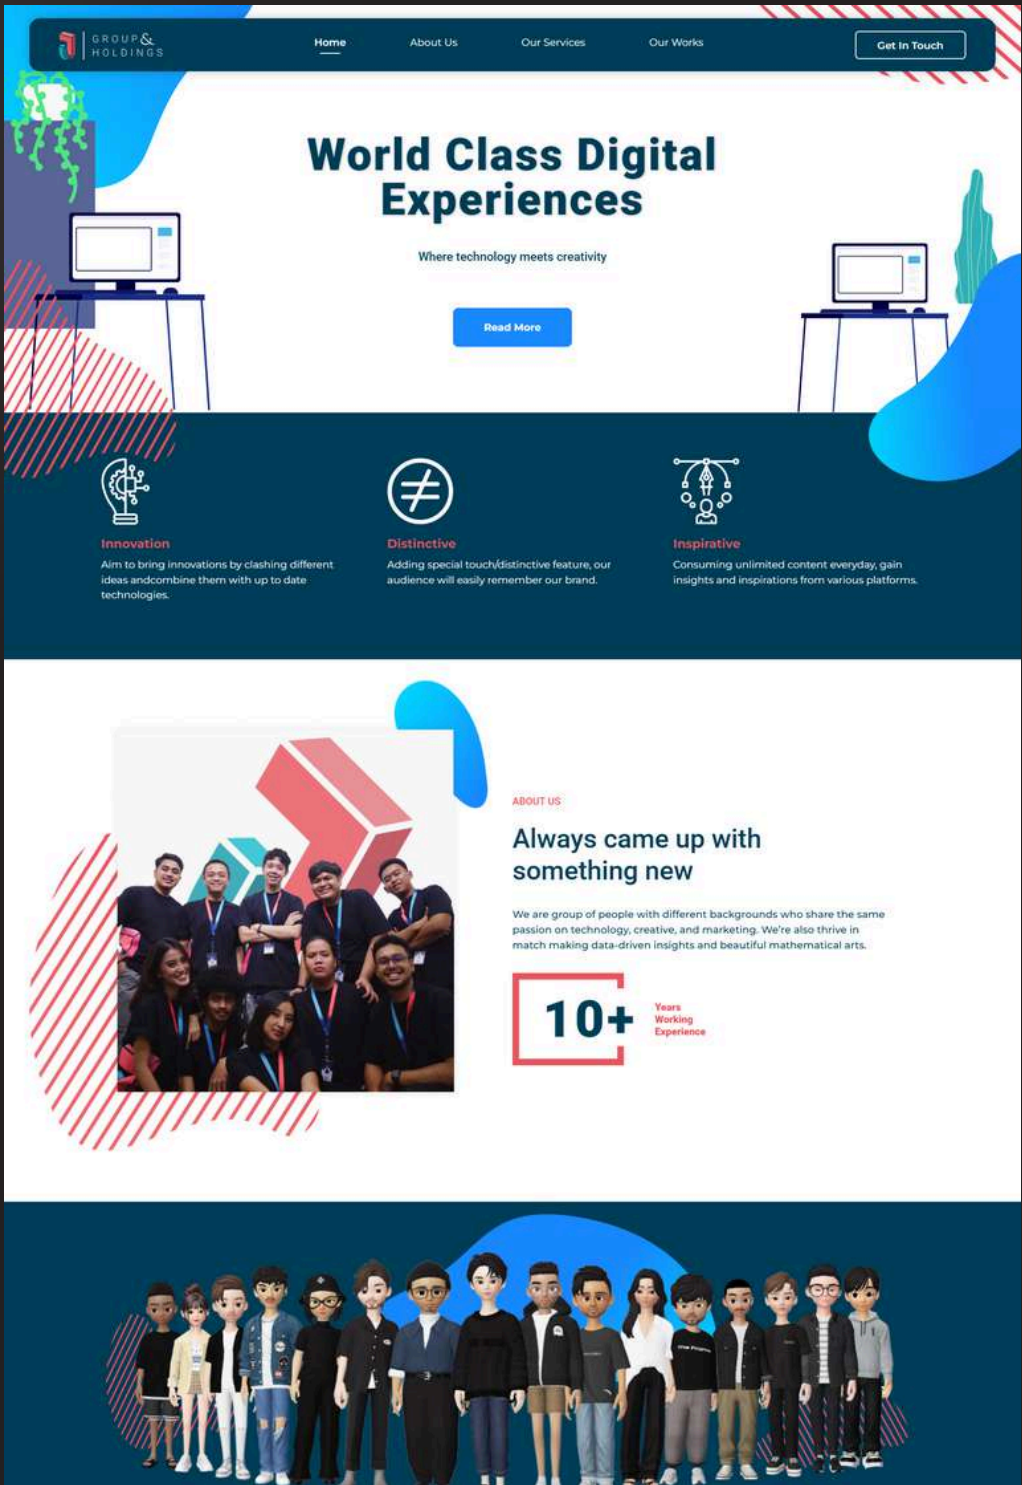 GROUP&
HOLDINGS
Home
About Us
Our Services
Our Works
Get In Touch
World Class Digital
Experiences
Where technology meets creativity
Read More
Innovation
Aim to bring innovations by clashing different
ideas andcombine them with up to date
technologies.
Distinctive
Adding special touch/distinctive feature, our
audience will easily remember our brand.
Inspirative
Consuming unlimited content everyday, gain
insights and inspirations from various platforms.
ABOUT US
Always came up with
something new
We are group of people with different backgrounds who share the same
passion on technology, creative, and marketing. We're also thrive in
match making data-driven insights and beautiful mathematical arts.
10+
Years
Working
Experience